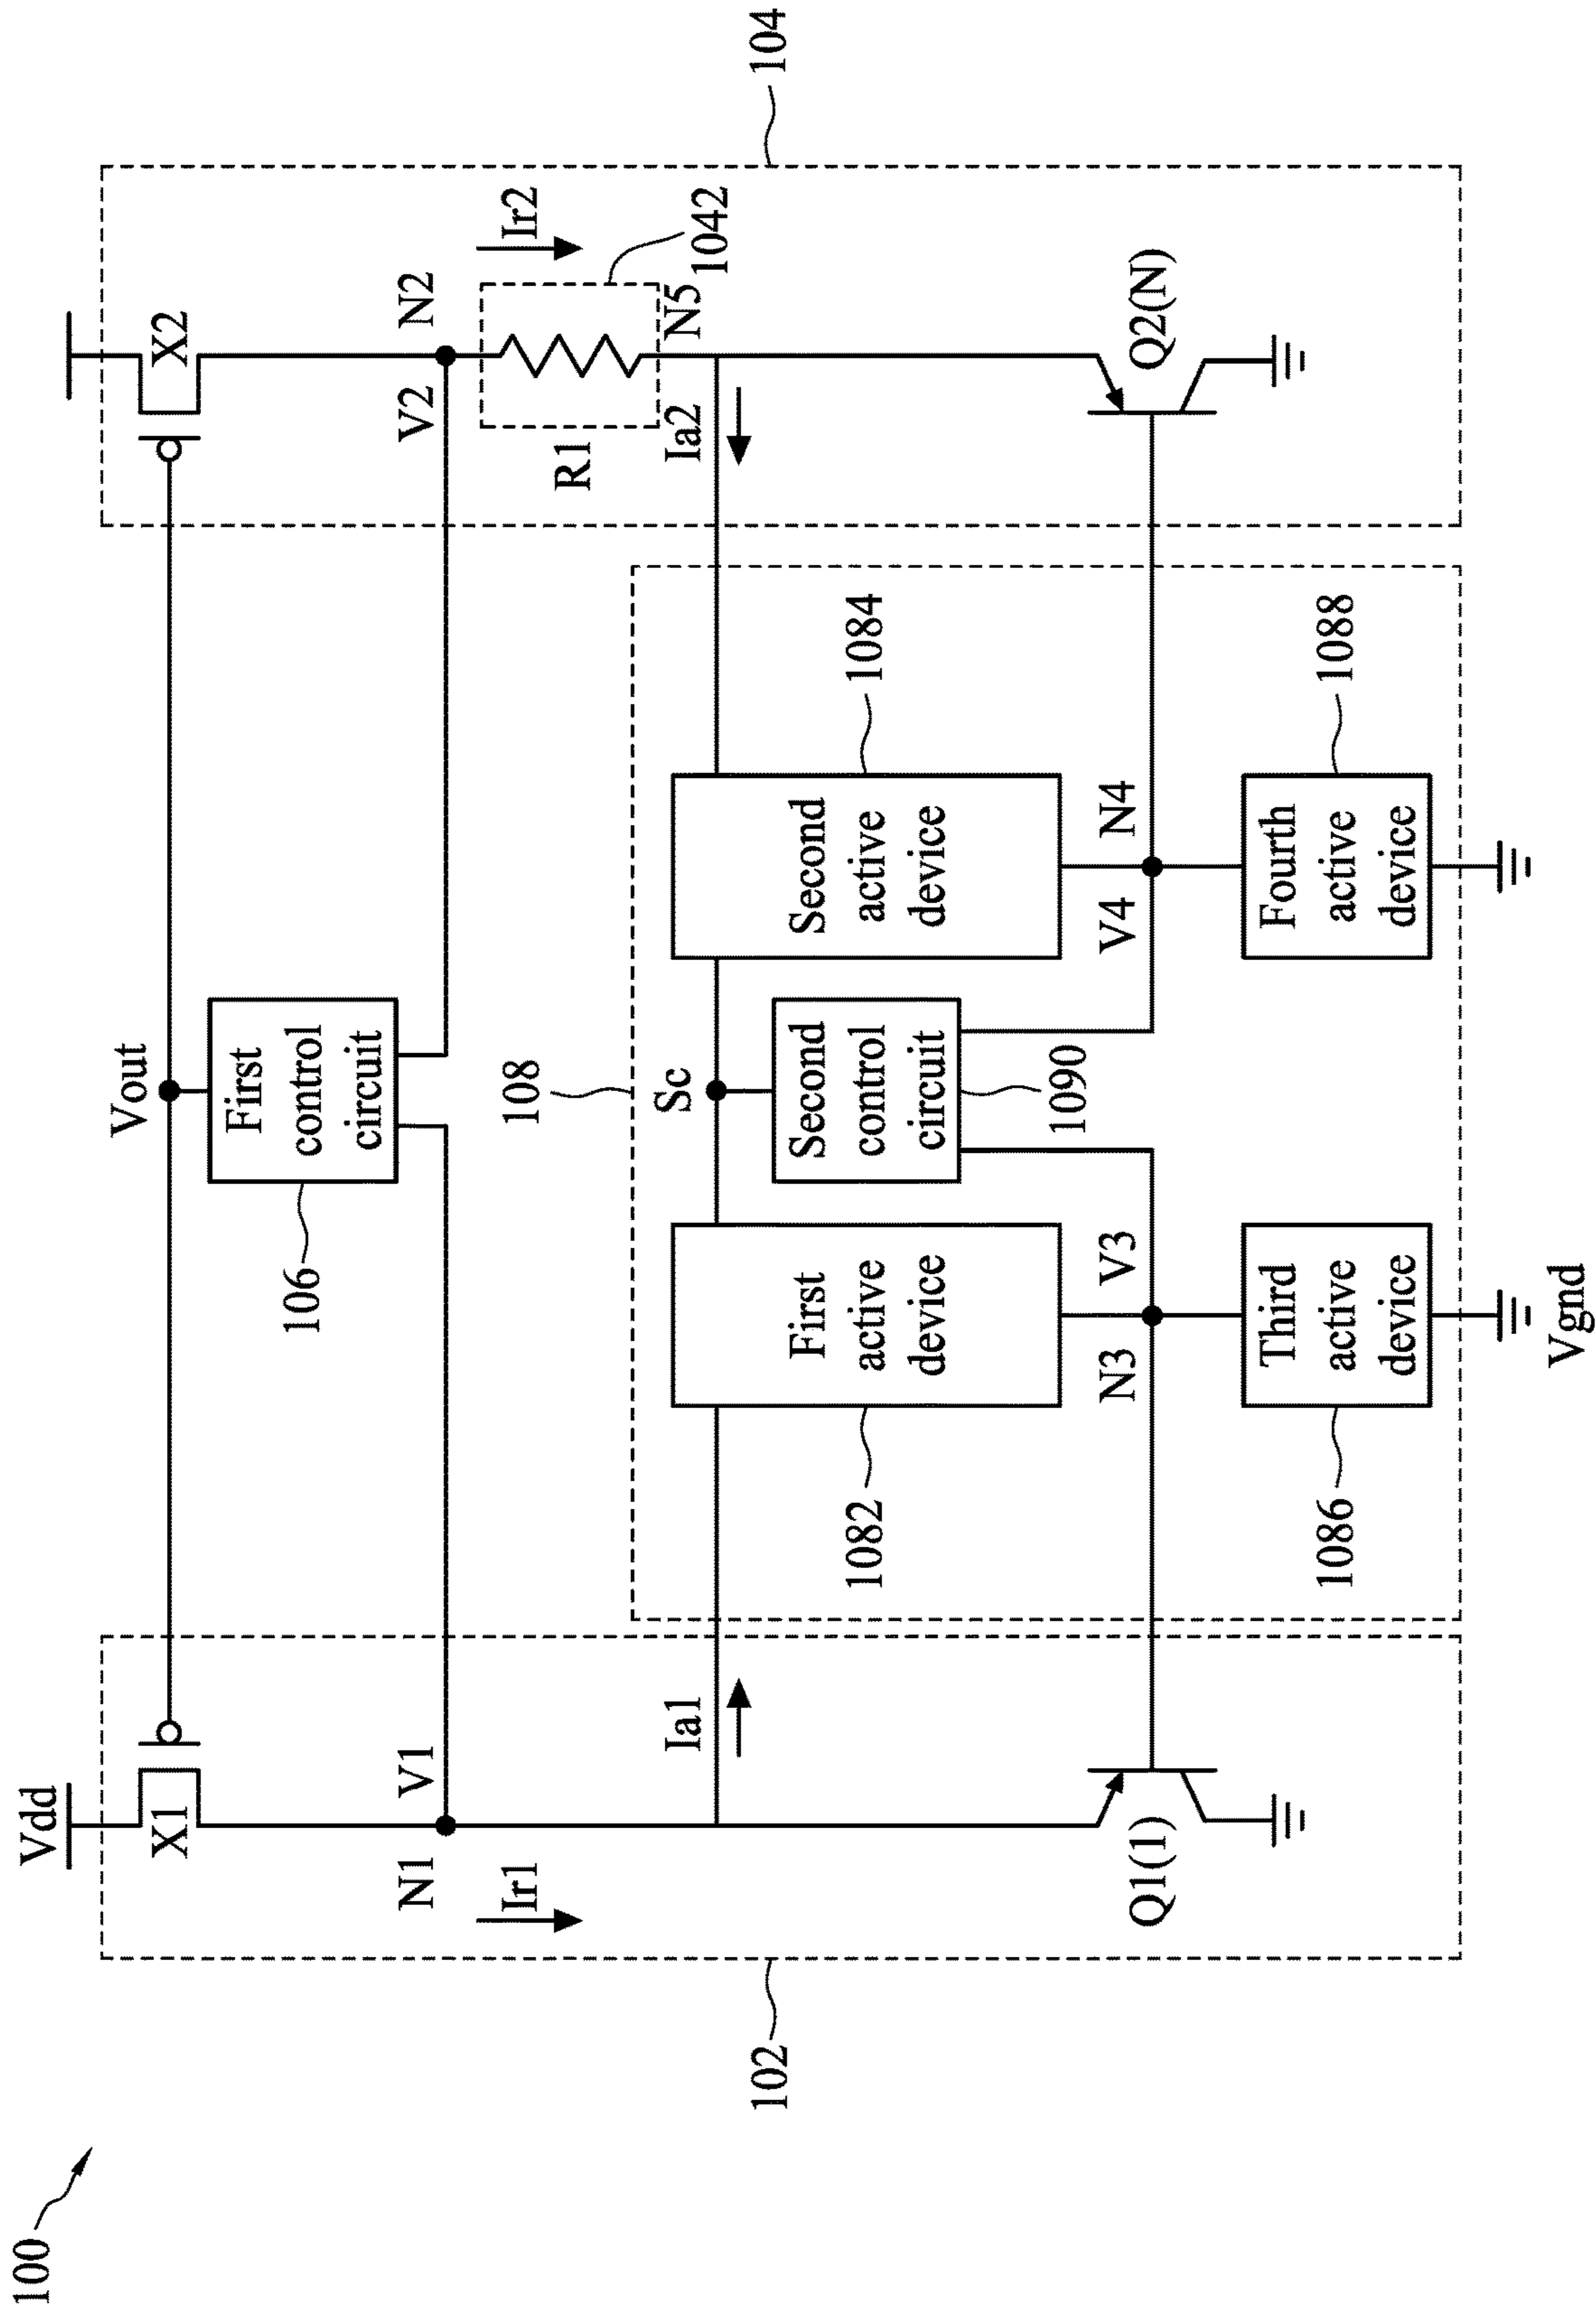 100
102
104
Vdd
X1
X2
Vout
First
control
circuit
106
N1
V1
V2
N2
Ir1
Ir2
1042
R1
N5
108
Ia1
Sc
Ia2
First
active
device
1082
Second
control
circuit
1090
Second
active
device
1084
N3
V3
V4
N4
Q1(1)
Q2(N)
Third
active
device
1086
Fourth
active
device
1088
Vgnd